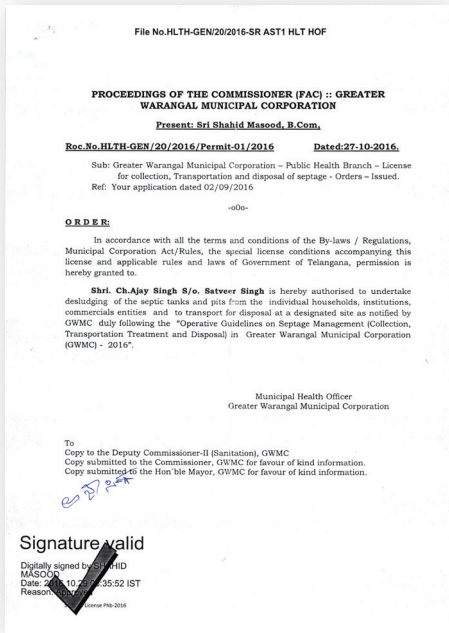 File No.HLTH-GEN/20/2016-SR AST1 HLT HOF
PROCEEDINGS OF THE COMMISSIONER (FAC) :: GREATER
WARANGAL MUNICIPAL CORPORATION
Present: Sri Shahid Masood, B.Com,
Roc.No.HLTH-GEN/20/2016/Permit-01/2016 Dated:27-10-2016.
Sub: Greater Warangal Municipal Corporation – Public Health Branch – License
for collection, Transportation and disposal of septage - Orders – Issued.
Ref: Your application dated 02/09/2016
-oOo-
O R D E R:
In accordance with all the terms and conditions of the By-laws / Regulations,
Municipal Corporation Act/Rules, the special license conditions accompanying this
license and applicable rules and laws of Government of Telangana, permission is
hereby granted to.
Shri. Ch.Ajay Singh S/o. Satveer Singh is hereby authorised to undertake
desludging of the septic tanks and pits from the individual households, institutions,
commercials entities and to transport for disposal at a designated site as notified by
GWMC duly following the "Operative Guidelines on Septage Management (Collection,
Transportation Treatment and Disposal) in Greater Warangal Municipal Corporation
(GWMC) - 2016".
Municipal Health Officer
Greater Warangal Municipal Corporation
To
Copy to the Deputy Commissioner-II (Sanitation), GWMC
Copy submitted to the Commissioner, GWMC for favour of kind information.
Copy submitted to the Hon'ble Mayor, GWMC for favour of kind information.
Signature valid
Digitally signed by SHAHID
MASOOD
Date: 2016.10.29 :35:52 IST
Reason: Approved
License PNb-2016